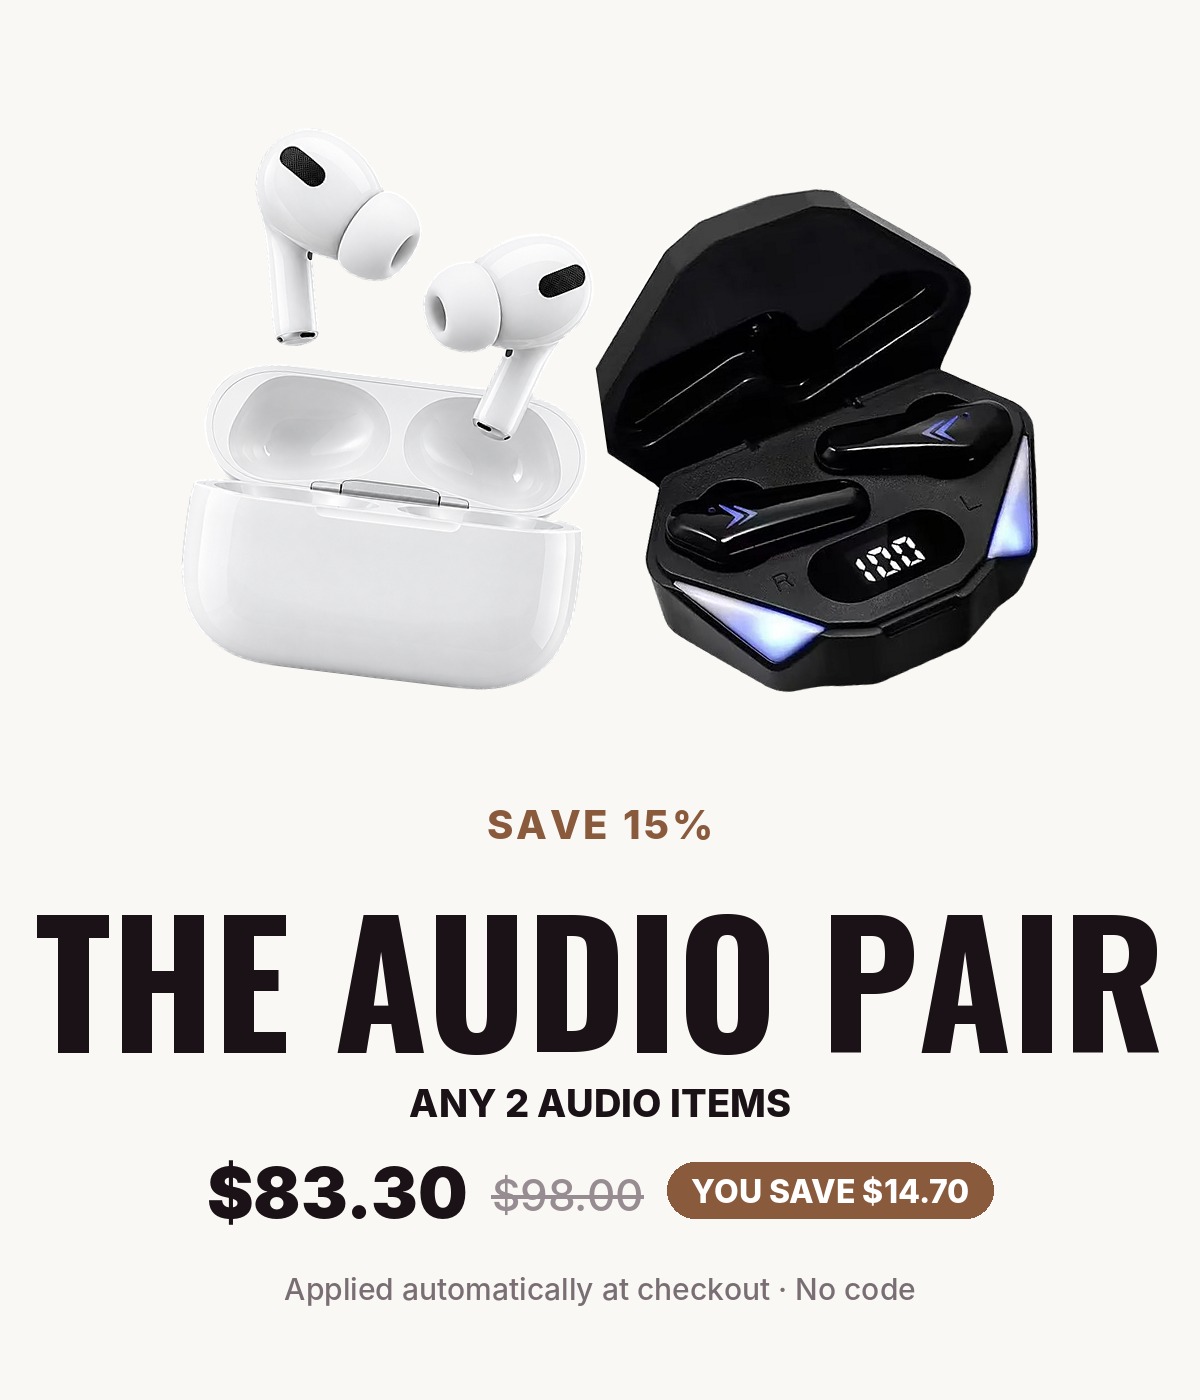 L
100
R
SAVE 15%
THE AUDIO PAIR
ANY 2 AUDIO ITEMS
$83.30 $98.00 YOU SAVE $14.70
Applied automatically at checkout · No code